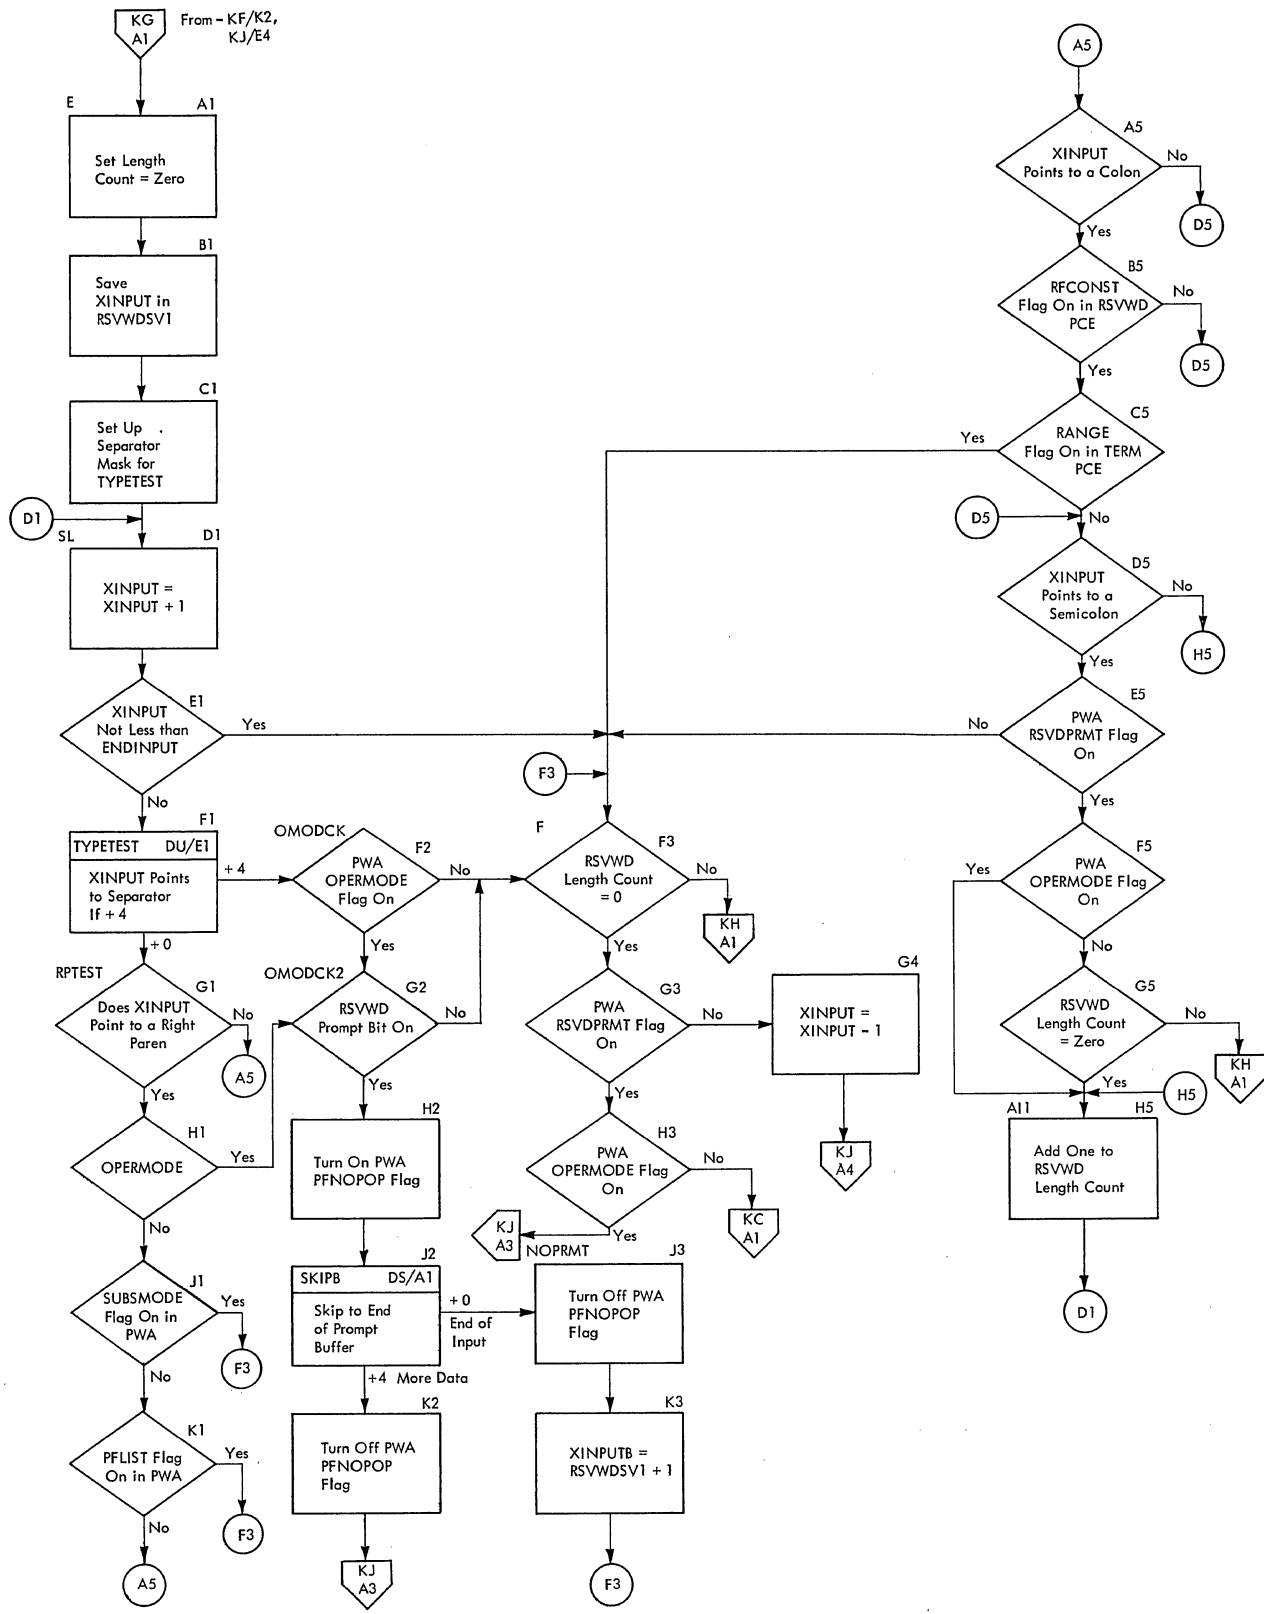 KG
A1
From - KF/K2,
KJ/E4
E
A1
Set Length
Count = Zero
B1
Save
XINPUT in
RSVWDSV1
C1
Set Up
Separator
Mask for
TYPETEST
D1
SL
D1
XINPUT =
XINPUT + 1
E1
XINPUT
Not Less than
ENDINPUT
Yes
No
F1
TYPETEST DU/E1
XINPUT Points
to Separator
If + 4
+ 4
+ 0
RPTEST
G1
Does XINPUT
Point to a Right
Paren
No
A5
Yes
H1
OPERMODE
Yes
No
J1
SUBSMODE
Flag On in
PWA
Yes
F3
No
K1
PFLIST Flag
On in PWA
Yes
F3
No
A5
OMODCK
F2
PWA
OPERMODE
Flag On
No
Yes
OMODCK2
G2
RSVWD
Prompt Bit On
No
Yes
H2
Turn On PWA
PFNOPOP Flag
J2
SKIPB DS/A1
Skip to End
of Prompt
Buffer
+ 0
End of
Input
+4 More Data
K2
Turn Off PWA
PFNOPOP
Flag
KJ
A3
F3
F
F3
RSVWD
Length Count
= 0
No
KH
A1
Yes
G3
PWA
RSVDPRMT Flag
On
No
G4
XINPUT =
XINPUT - 1
KJ
A4
Yes
H3
PWA
OPERMODE Flag
On
No
KC
A1
Yes
KJ
A3
NOPRMT
J3
Turn Off PWA
PFNOPOP
Flag
K3
XINPUTB =
RSVWDSV1 + 1
F3
A5
A5
XINPUT
Points to a Colon
No
D5
Yes
B5
RFCONST
Flag On in RSVWD
PCE
No
D5
Yes
C5
RANGE
Flag On in TERM
PCE
Yes
D5
No
D5
XINPUT
Points to a
Semicolon
No
H5
Yes
E5
PWA
RSVDPRMT Flag
On
No
Yes
F5
PWA
OPERMODE Flag
On
Yes
No
G5
RSVWD
Length Count
= Zero
No
KH
A1
Yes
H5
AI1
H5
Add One to
RSVWD
Length Count
D1